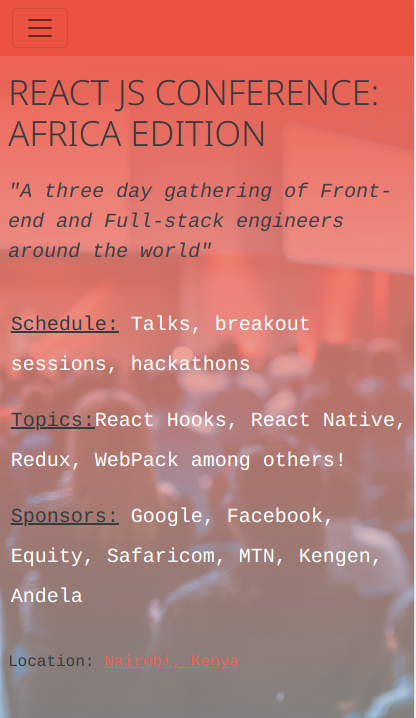 REACT JS CONFERENCE:
AFRICA EDITION
"A three day gathering of Front-
end and Full-stack engineers
around the world"
Schedule: Talks, breakout
sessions, hackathons
Topics:React Hooks, React Native,
Redux, WebPack among others!
Sponsors: Google, Facebook,
Equity, Safaricom, MTN, Kengen,
Andela
Location: Nairobi, Kenya